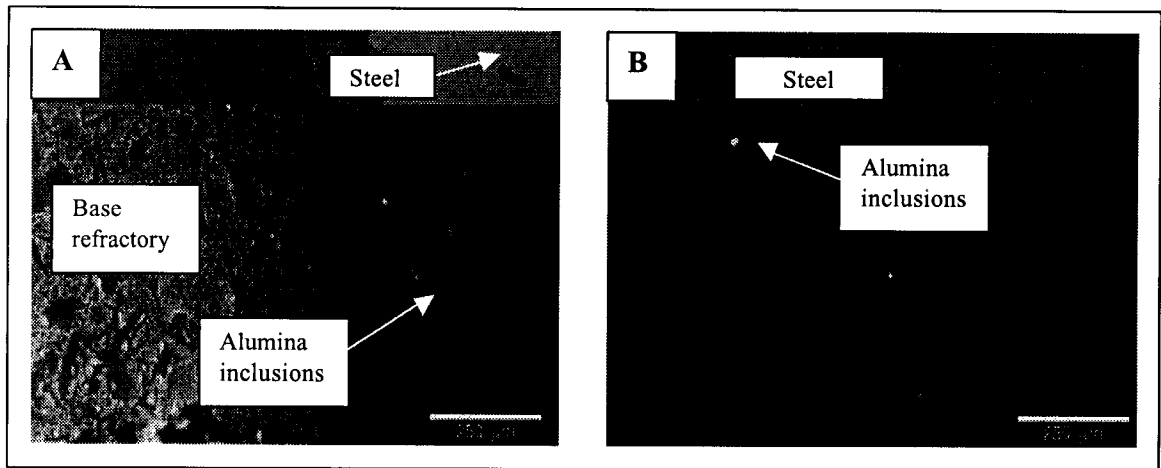 A
Steel
Base
refractory
Alumina
inclusions
B
Steel
Alumina
inclusions